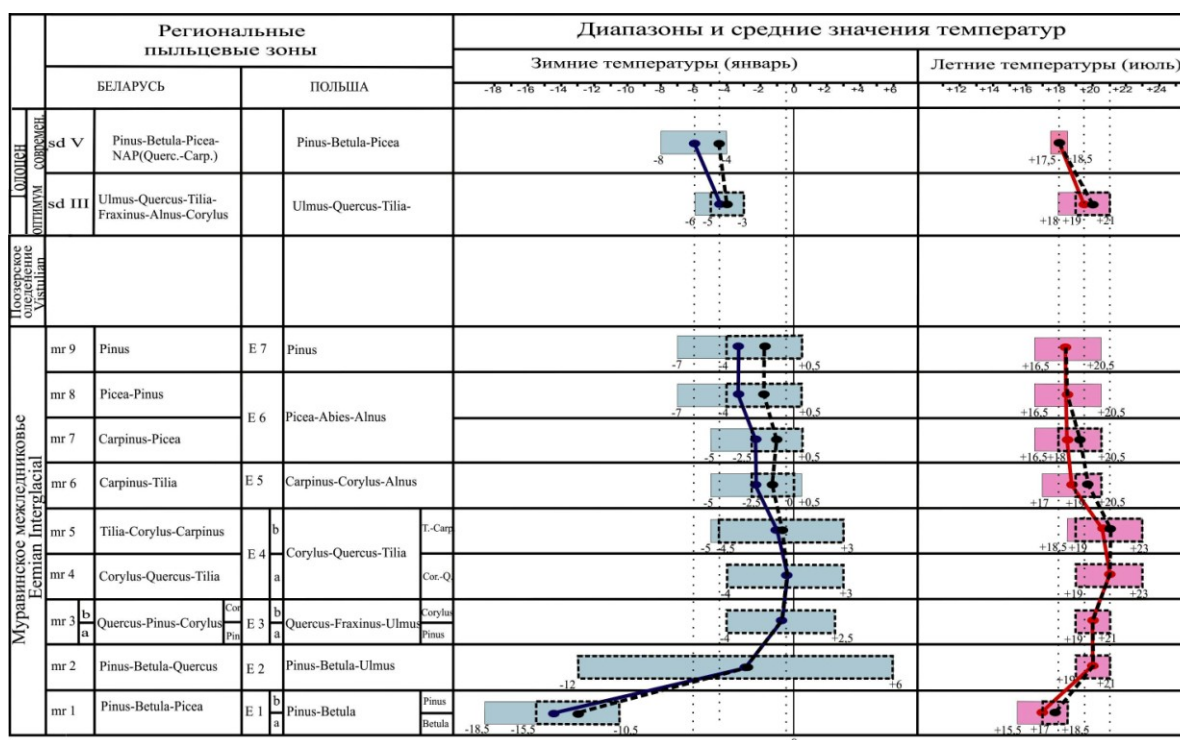 Региональные
пыльцевые зоны
Диапазоны и средние значения температур
Зимние температуры (январь)
Летние температуры (июль)
БЕЛАРУСЬ
ПОЛЬША
-18 -16 -14 -12 -10 -8 -6 -4 -2 0 +2 +4 +6
+12 +14 +16 +18 +20 +22 +24
Голоцен
современ.
sd V
Pinus-Betula-Picea-
NAP(Querc.-Carp.)
Pinus-Betula-Picea
-8 -4
+17,5 +18,5
оптимум
sd III
Ulmus-Quercus-Tilia-
Fraxinus-Alnus-Corylus
Ulmus-Quercus-Tilia-
-6 -5 -3
+18 +19 +21
Поозерское
оледенение
Vistulian
Муравинское межледниковье
Eemian Interglacial
mr 9
Pinus
E 7
Pinus
-7 -4 +0,5
+16,5 +20,5
mr 8
Picea-Pinus
E 6
Picea-Abies-Alnus
-7 -4 +0,5
+16,5 +20,5
mr 7
Carpinus-Picea
-5 -2,5 +0,5
+16,5 +18 +20,5
mr 6
Carpinus-Tilia
E 5
Carpinus-Corylus-Alnus
-5 -2,5 0 +0,5
+17 +19 +20,5
mr 5
Tilia-Corylus-Carpinus
E 4
b
Corylus-Quercus-Tilia
T.-Carp
-5 -4,5 +3
+18,5 +19 +23
mr 4
Corylus-Quercus-Tilia
a
Cor.-Q.
-4 +3
+19 +23
mr 3
b
a
Quercus-Pinus-Corylus
Cor
Pin
E 3
b
a
Quercus-Fraxinus-Ulmus
Corylus
Pinus
-4 +2,5
+19 +21
mr 2
Pinus-Betula-Quercus
E 2
Pinus-Betula-Ulmus
-12 +6
+19 +21
mr 1
Pinus-Betula-Picea
E 1
b
a
Pinus-Betula
Pinus
Betula
-18,5 -15,5 -10,5
+15,5 +17 +18,5